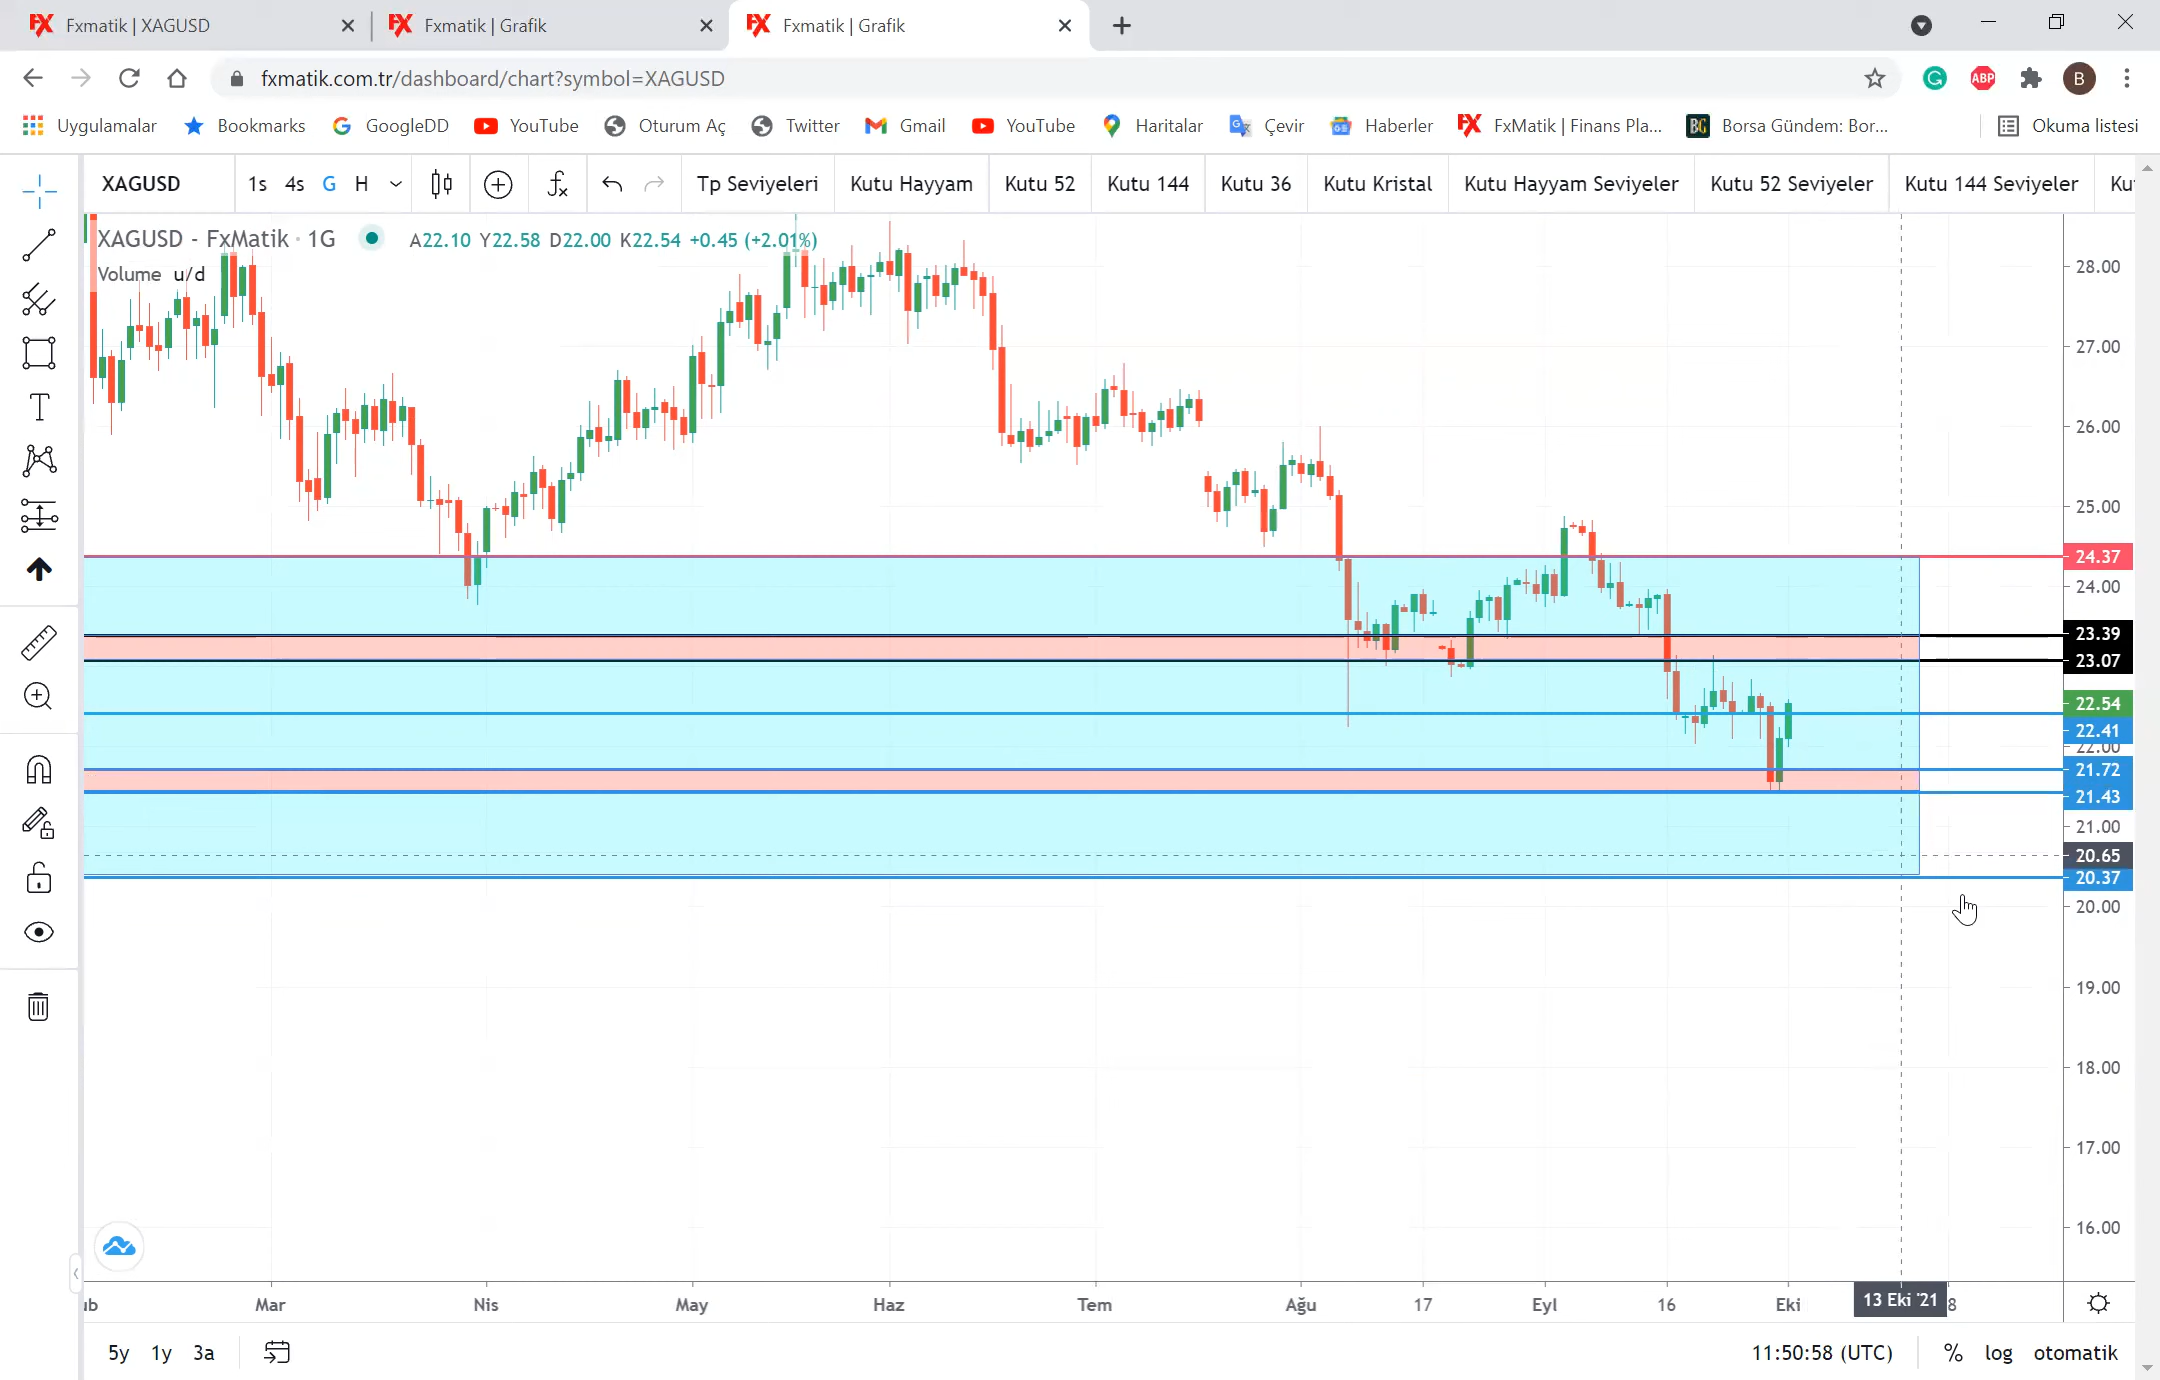 Fxmatik | XAGUSD
Fxmatik | Grafik
Fxmatik | Grafik
fxmatik.com.tr/dashboard/chart?symbol=XAGUSD
ABP
B
Uygulamalar
Bookmarks
GoogleDD
YouTube
Oturum Aç
Twitter
Gmail
YouTube
Haritalar
Çevir
Haberler
FxMatik | Finans Pla...
Borsa Gündem: Bor...
Okuma listesi
XAGUSD
1s 4s G H
Tp Seviyeleri
Kutu Hayyam
Kutu 52
Kutu 144
Kutu 36
Kutu Kristal
Kutu Hayyam Seviyeler
Kutu 52 Seviyeler
Kutu 144 Seviyeler
Ku
XAGUSD - FxMatik · 1G A22.10 Y22.58 D22.00 K22.54 +0.45 (+2.01%)
Volume u/d
28.00
27.00
26.00
25.00
24.37
24.00
23.39
23.07
22.54
22.41
22.00
21.72
21.43
21.00
20.65
20.37
20.00
19.00
18.00
17.00
16.00
ub Mar Nis May Haz Tem Ağu 17 Eyl 16 Eki 13 Eki '21 8
5y 1y 3a
11:50:58 (UTC) % log otomatik